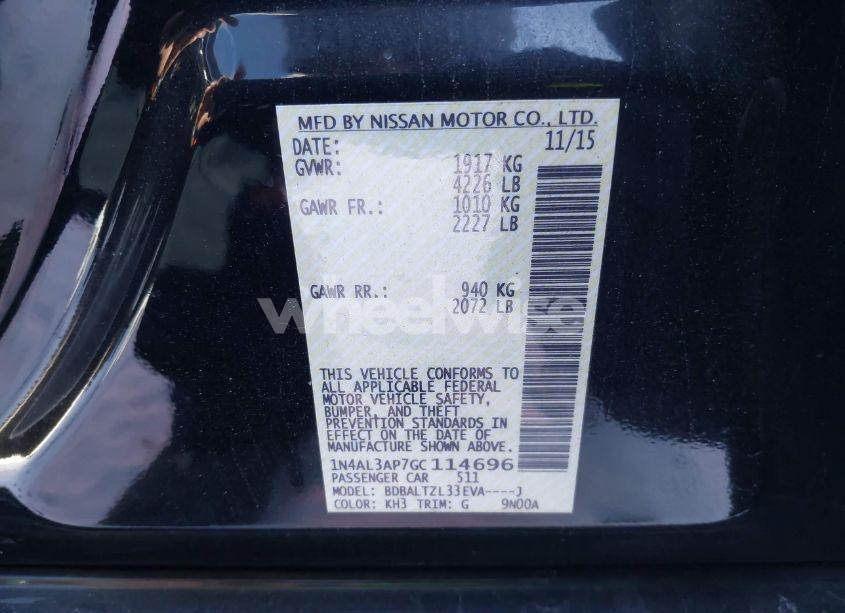 MFD BY NISSAN MOTOR CO., LTD.
DATE: 11/15
GVWR: 1917 KG
4226 LB
GAWR FR.: 1010 KG
2227 LB
GAWR RR.: 940 KG
2072 LB
wheelwise
THIS VEHICLE CONFORMS TO
ALL APPLICABLE FEDERAL
MOTOR VEHICLE SAFETY,
BUMPER, AND THEFT
PREVENTION STANDARDS IN
EFFECT ON THE DATE OF
MANUFACTURE SHOWN ABOVE.
1N4AL3AP7GC114696
PASSENGER CAR 511
MODEL: BDBALTZL33EVA----J
COLOR: KH3 TRIM: G 9N00A